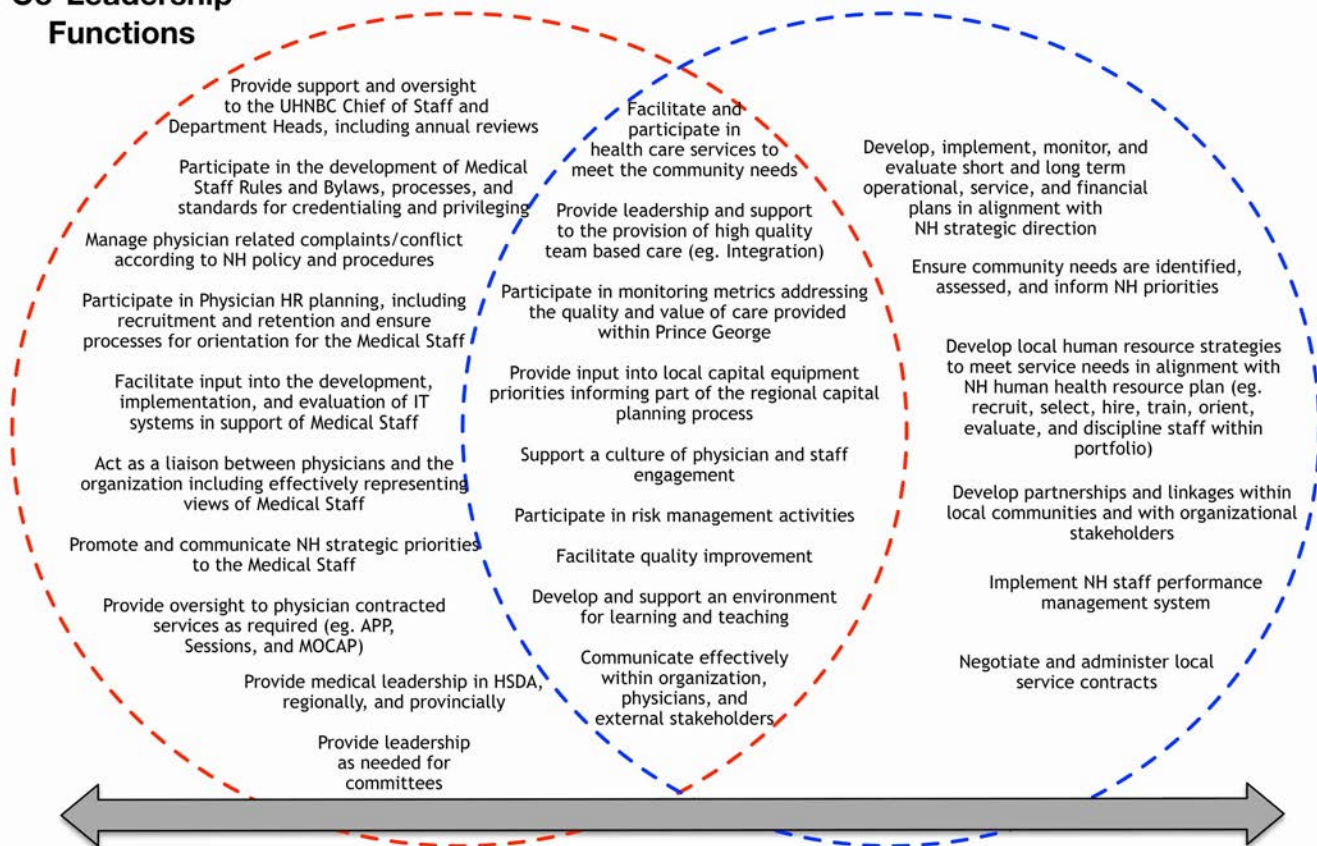 Co-Leadership
Functions
Provide support and oversight
to the UHNBC Chief of Staff and
Department Heads, including annual reviews
Participate in the development of Medical
Staff Rules and Bylaws, processes, and
standards for credentialing and privileging
Manage physician related complaints/conflict
according to NH policy and procedures
Participate in Physician HR planning, including
recruitment and retention and ensure
processes for orientation for the Medical Staff
Facilitate input into the development,
implementation, and evaluation of IT
systems in support of Medical Staff
Act as a liaison between physicians and the
organization including effectively representing
views of Medical Staff
Promote and communicate NH strategic priorities
to the Medical Staff
Provide oversight to physician contracted
services as required (eg. APP,
Sessions, and MOCAP)
Provide medical leadership in HSDA,
regionally, and provincially
Provide leadership
as needed for
committees
Facilitate and
participate in
health care services to
meet the community needs
Provide leadership and support
to the provision of high quality
team based care (eg. Integration)
Participate in monitoring metrics addressing
the quality and value of care provided
within Prince George
Provide input into local capital equipment
priorities informing part of the regional capital
planning process
Support a culture of physician and staff
engagement
Participate in risk management activities
Facilitate quality improvement
Develop and support an environment
for learning and teaching
Communicate effectively
within organization,
physicians, and
external stakeholders
Develop, implement, monitor, and
evaluate short and long term
operational, service, and financial
plans in alignment with
NH strategic direction
Ensure community needs are identified,
assessed, and inform NH priorities
Develop local human resource strategies
to meet service needs in alignment with
NH human health resource plan (eg.
recruit, select, hire, train, orient,
evaluate, and discipline staff within
portfolio)
Develop partnerships and linkages within
local communities and with organizational
stakeholders
Implement NH staff performance
management system
Negotiate and administer local
service contracts